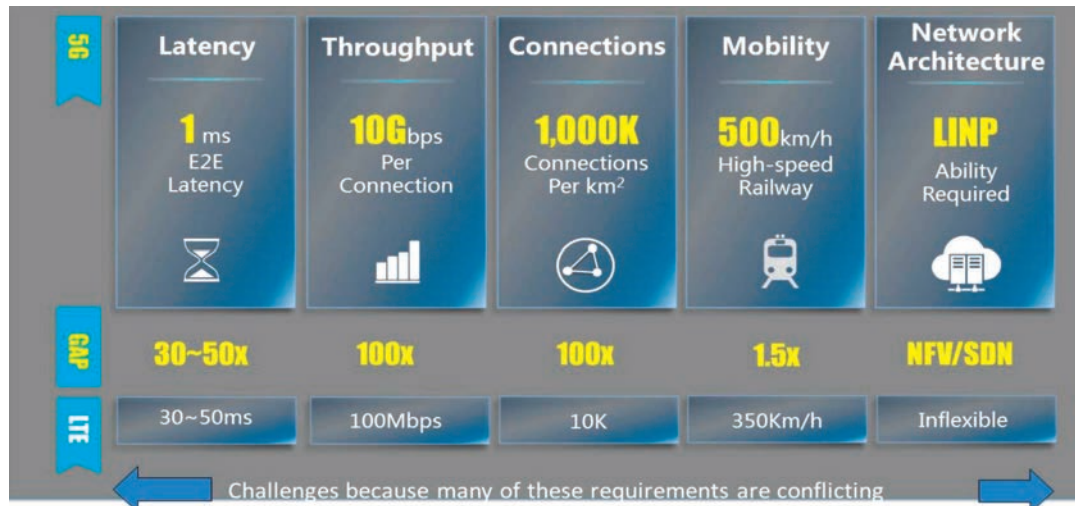 5G
Latency
1 ms
E2E
Latency
Throughput
10Gbps
Per
Connection
Connections
1,000K
Connections
Per km²
Mobility
500km/h
High-speed
Railway
Network
Architecture
LINP
Ability
Required
GAP
30~50x
100x
100x
1.5x
NFV/SDN
LTE
30~50ms
100Mbps
10K
350Km/h
Inflexible
Challenges because many of these requirements are conflicting